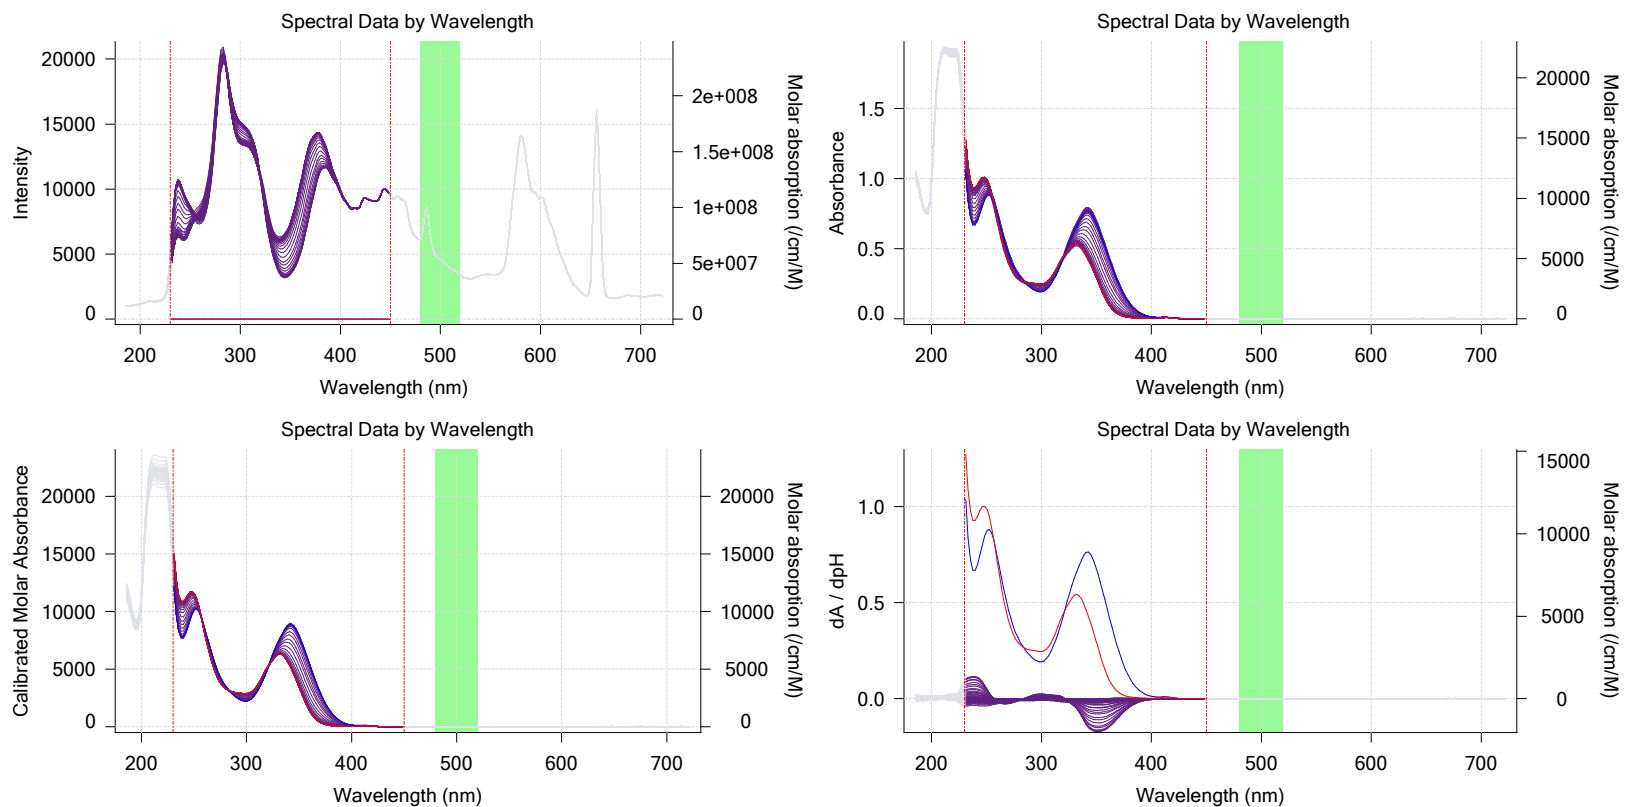 Spectral Data by Wavelength
Intensity
20000
15000
10000
5000
0
2e+008
1.5e+008
1e+008
5e+007
0
Molar absorption (/cm/M)
200 300 400 500 600 700
Wavelength (nm)
Spectral Data by Wavelength
Absorbance
1.5
1.0
0.5
0.0
20000
15000
10000
5000
0
Molar absorption (/cm/M)
200 300 400 500 600 700
Wavelength (nm)
Spectral Data by Wavelength
Calibrated Molar Absorbance
20000
15000
10000
5000
0
20000
15000
10000
5000
0
Molar absorption (/cm/M)
200 300 400 500 600 700
Wavelength (nm)
Spectral Data by Wavelength
dA / dpH
1.0
0.5
0.0
15000
10000
5000
0
Molar absorption (/cm/M)
200 300 400 500 600 700
Wavelength (nm)